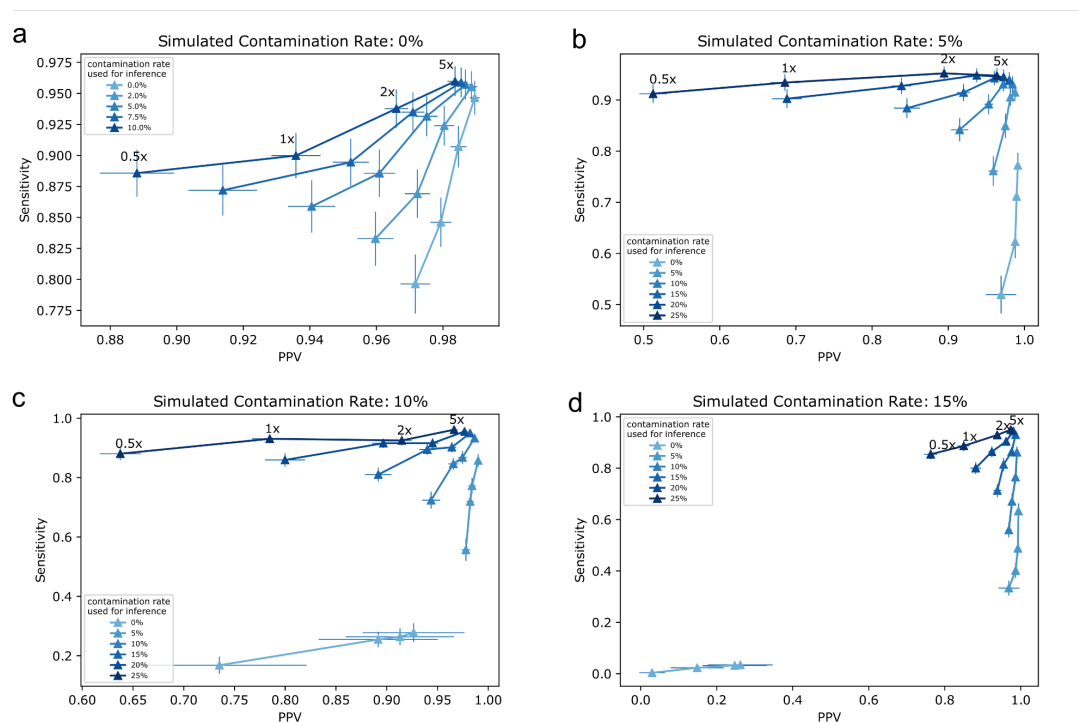 a
Simulated Contamination Rate: 0%
0.975
0.950
0.925
0.900
0.875
0.850
0.825
0.800
0.775
Sensitivity
contamination rate
used for inference
0.0%
2.0%
5.0%
7.5%
10.0%
0.5x
1x
2x
5x
0.88
0.90
0.92
0.94
0.96
0.98
PPV
b
Simulated Contamination Rate: 5%
0.9
0.8
0.7
0.6
0.5
Sensitivity
0.5x
1x
2x
5x
contamination rate
used for inference
0%
5%
10%
15%
20%
25%
0.5
0.6
0.7
0.8
0.9
1.0
PPV
c
Simulated Contamination Rate: 10%
1.0
0.8
0.6
0.4
0.2
Sensitivity
0.5x
1x
2x
5x
contamination rate
used for inference
0%
5%
10%
15%
20%
25%
0.60
0.65
0.70
0.75
0.80
0.85
0.90
0.95
1.00
PPV
d
Simulated Contamination Rate: 15%
1.0
0.8
0.6
0.4
0.2
0.0
Sensitivity
contamination rate
used for inference
0%
5%
10%
15%
20%
25%
0.5x
1x
2x
5x
0.0
0.2
0.4
0.6
0.8
1.0
PPV